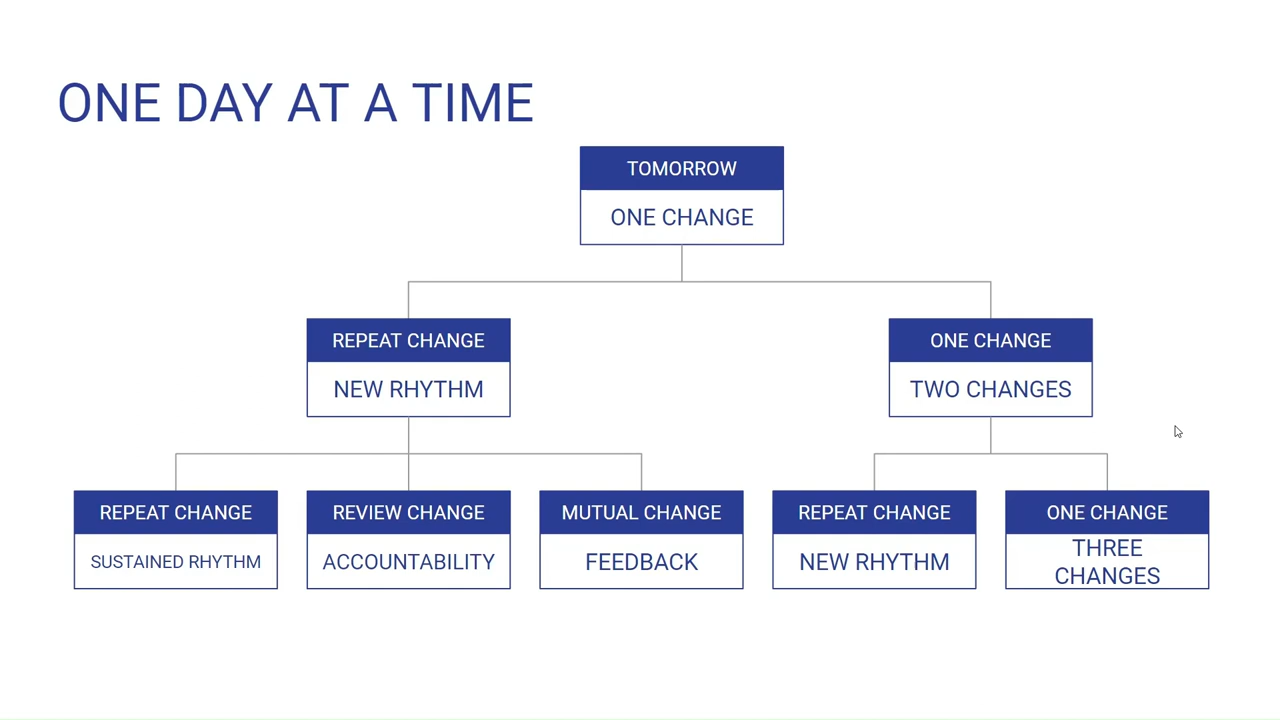 ONE DAY AT A TIME
TOMORROW
ONE CHANGE
REPEAT CHANGE
NEW RHYTHM
ONE CHANGE
TWO CHANGES
REPEAT CHANGE
SUSTAINED RHYTHM
REVIEW CHANGE
ACCOUNTABILITY
MUTUAL CHANGE
FEEDBACK
REPEAT CHANGE
NEW RHYTHM
ONE CHANGE
THREE
CHANGES